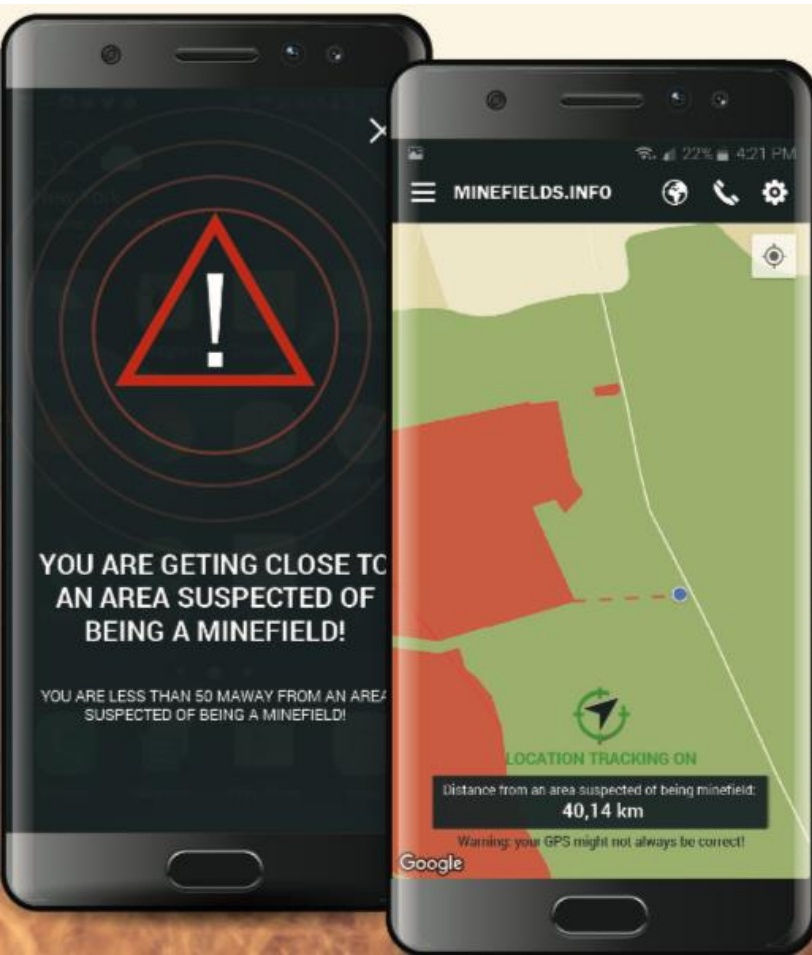 !
YOU ARE GETING CLOSE TO
AN AREA SUSPECTED OF
BEING A MINEFIELD!
YOU ARE LESS THAN 50 MAWAY FROM AN AREA
SUSPECTED OF BEING A MINEFIELD!
22% 4:21 PM
MINEFIELDS.INFO
LOCATION TRACKING ON
Distance from an area suspected of being minefield:
40,14 km
Warning: your GPS might not always be correct!
Google